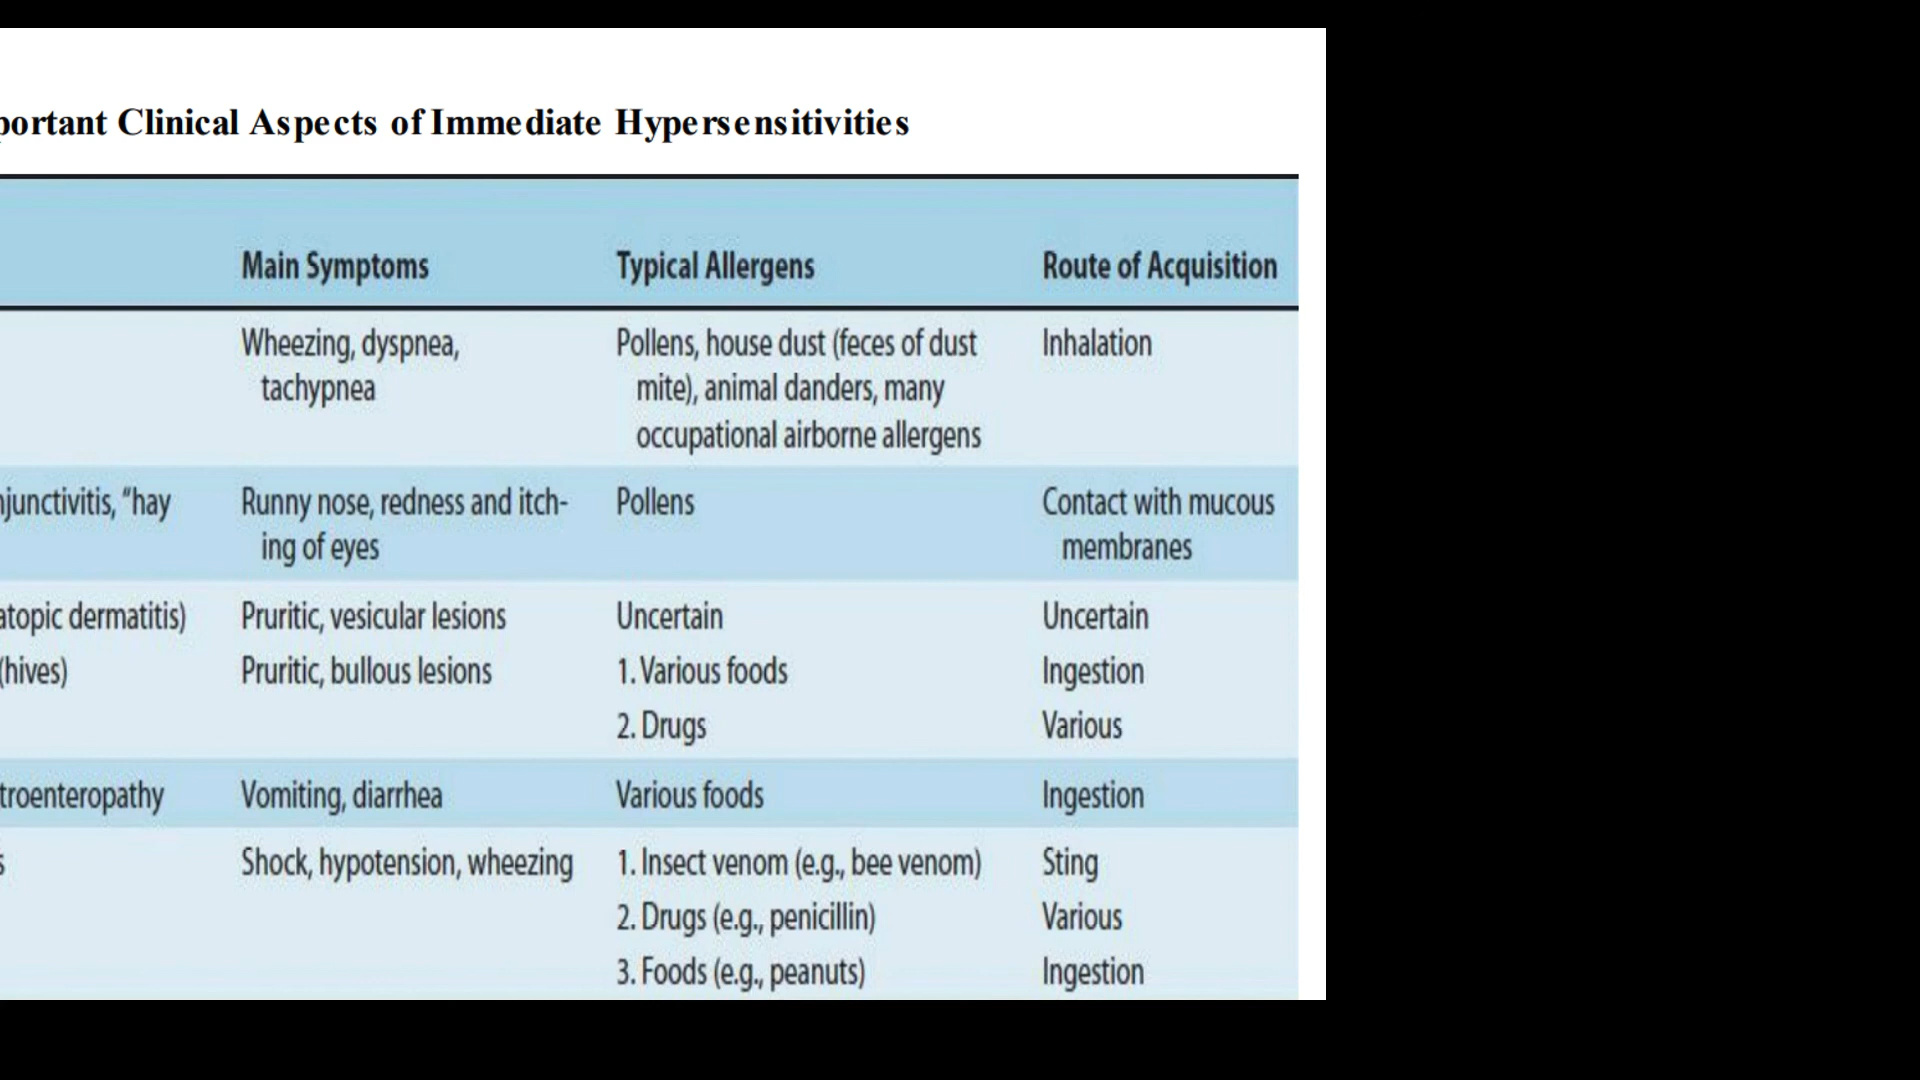 portant Clinical Aspects of Immediate Hypersensitivities
Main Symptoms Typical Allergens Route of Acquisition
Wheezing, dyspnea, Pollens, house dust (feces of dust Inhalation
tachypnea mite), animal danders, many
occupational airborne allergens
njunctivitis, “hay Runny nose, redness and itch- Pollens Contact with mucous
ing of eyes membranes
atopic dermatitis) Pruritic, vesicular lesions Uncertain Uncertain
(hives) Pruritic, bullous lesions 1. Various foods Ingestion
2. Drugs Various
troenteropathy Vomiting, diarrhea Various foods Ingestion
s Shock, hypotension, wheezing 1. Insect venom (e.g., bee venom) Sting
2. Drugs (e.g., penicillin) Various
3. Foods (e.g., peanuts) Ingestion